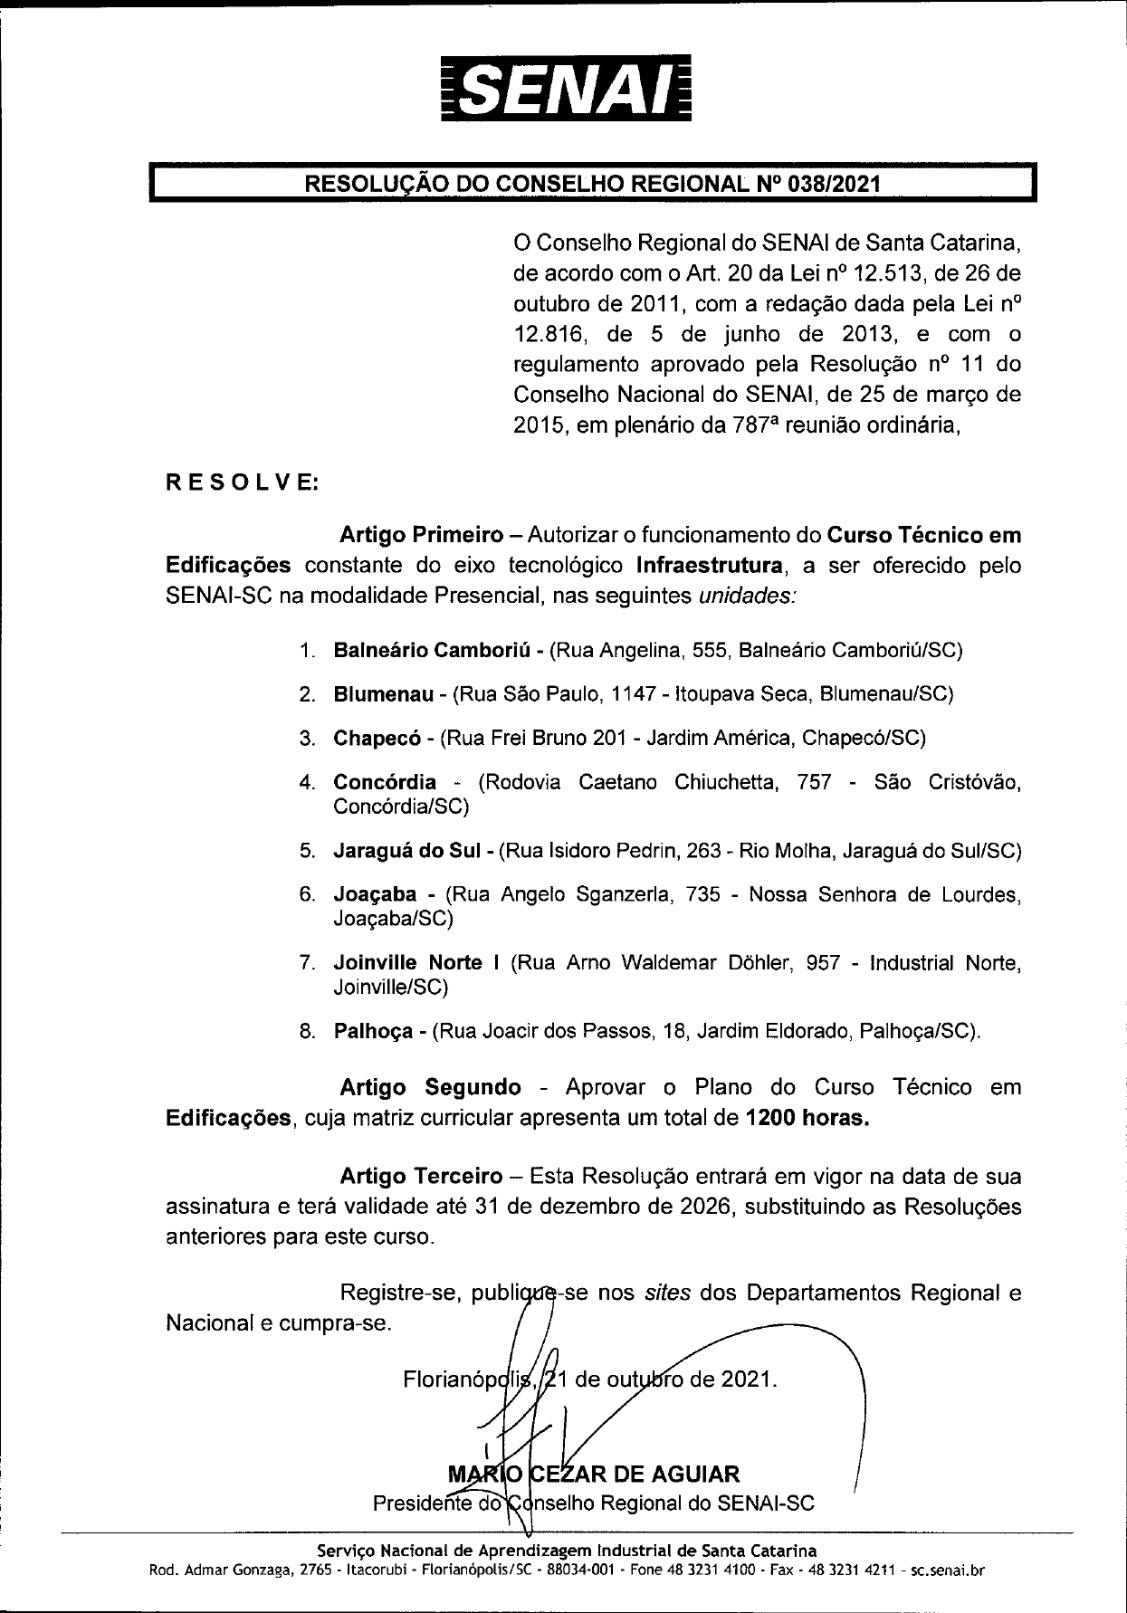 SENAI
RESOLUÇÃO DO CONSELHO REGIONAL Nº 038/2021
O Conselho Regional do SENAI de Santa Catarina,
de acordo com o Art. 20 da Lei nº 12.513, de 26 de
outubro de 2011, com a redação dada pela Lei nº
12.816, de 5 de junho de 2013, e com o
regulamento aprovado pela Resolução nº 11 do
Conselho Nacional do SENAI, de 25 de março de
2015, em plenário da 787ª reunião ordinária,
R E S O L V E:
Artigo Primeiro – Autorizar o funcionamento do Curso Técnico em
Edificações constante do eixo tecnológico Infraestrutura, a ser oferecido pelo
SENAI-SC na modalidade Presencial, nas seguintes unidades:
1. Balneário Camboriú - (Rua Angelina, 555, Balneário Camboriú/SC)
2. Blumenau - (Rua São Paulo, 1147 - Itoupava Seca, Blumenau/SC)
3. Chapecó - (Rua Frei Bruno 201 - Jardim América, Chapecó/SC)
4. Concórdia - (Rodovia Caetano Chiuchetta, 757 - São Cristóvão,
Concórdia/SC)
5. Jaraguá do Sul - (Rua Isidoro Pedrin, 263 - Rio Molha, Jaraguá do Sul/SC)
6. Joaçaba - (Rua Angelo Sganzerla, 735 - Nossa Senhora de Lourdes,
Joaçaba/SC)
7. Joinville Norte I (Rua Arno Waldemar Döhler, 957 - Industrial Norte,
Joinville/SC)
8. Palhoça - (Rua Joacir dos Passos, 18, Jardim Eldorado, Palhoça/SC).
Artigo Segundo - Aprovar o Plano do Curso Técnico em
Edificações, cuja matriz curricular apresenta um total de 1200 horas.
Artigo Terceiro – Esta Resolução entrará em vigor na data de sua
assinatura e terá validade até 31 de dezembro de 2026, substituindo as Resoluções
anteriores para este curso.
Registre-se, publique-se nos sites dos Departamentos Regional e
Nacional e cumpra-se.
Florianópolis, 21 de outubro de 2021.
MÁRIO CEZAR DE AGUIAR
Presidente do Conselho Regional do SENAI-SC
Serviço Nacional de Aprendizagem Industrial de Santa Catarina
Rod. Admar Gonzaga, 2765 - Itacorubi - Florianópolis/SC - 88034-001 - Fone 48 3231 4100 - Fax - 48 3231 4211 - sc.senai.br